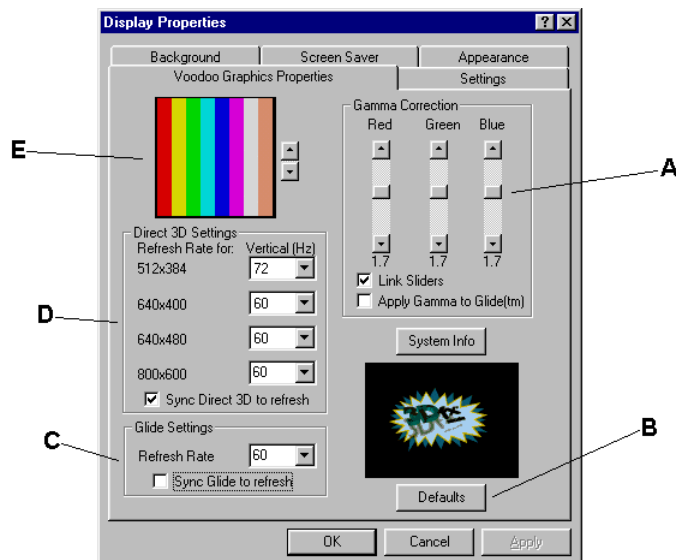 Display Properties
Background
Screen Saver
Appearance
Voodoo Graphics Properties
Settings
E
Gamma Correction
Red Green Blue
1.7 1.7 1.7
Link Sliders
Apply Gamma to Glide(tm)
A
Direct 3D Settings
Refresh Rate for: Vertical (Hz)
512x384 72
640x400 60
640x480 60
800x600 60
Sync Direct 3D to refresh
D
System Info
3Dfx
B
Glide Settings
Refresh Rate 60
Sync Glide to refresh
C
Defaults
OK
Cancel
Apply